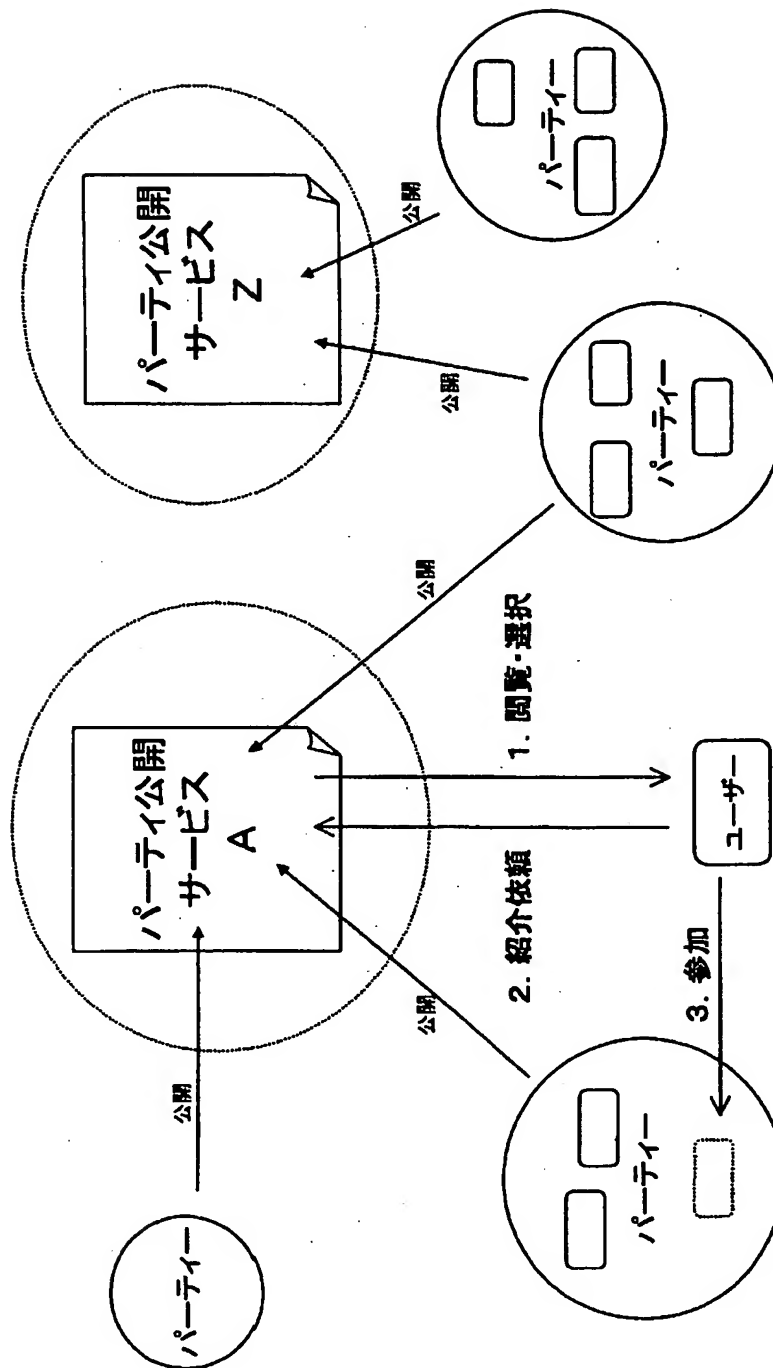 パーティー
公開
パーティ公開
サービス
A
パーティ公開
サービス
Z
公開
公開
公開
公開
2. 紹介依頼
1. 閲覧・選択
パーティー
3. 参加
ユーザー
パーティー
パーティー